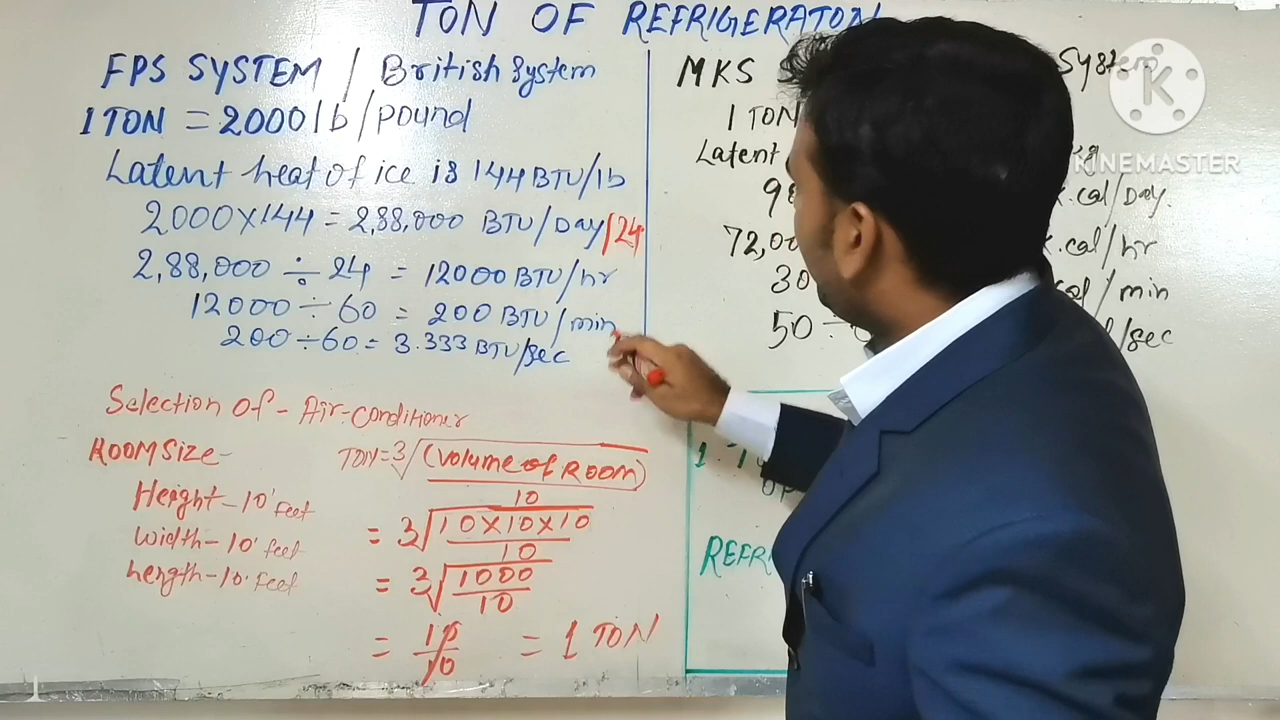 TON OF REFRIGERATON
FPS SYSTEM / British System
1 TON = 2000 lb / pound
Latent heat of ice is 144 BTU/lb
2000 × 144 = 2,88,000 BTU / Day /24
2,88,000 ÷ 24 = 12000 BTU / hr
12000 ÷ 60 = 200 BTU / min
200 ÷ 60 = 3.333 BTU/sec
Selection Of - Air-Conditioner
ROOM SIZE -
Height - 10' feet
width - 10' feet
length - 10' feet
TON = 3√(volume of ROOM)
10
= 3√10 × 10 × 10
10
= 3√1000
10
= 10
10
= 1 TON
MKS System
1 TON
Latent kg
k.cal / Day.
72,00 k.cal / hr
30 cal / min
50 ÷ / sec
1
REFRI
K
KINEMASTER